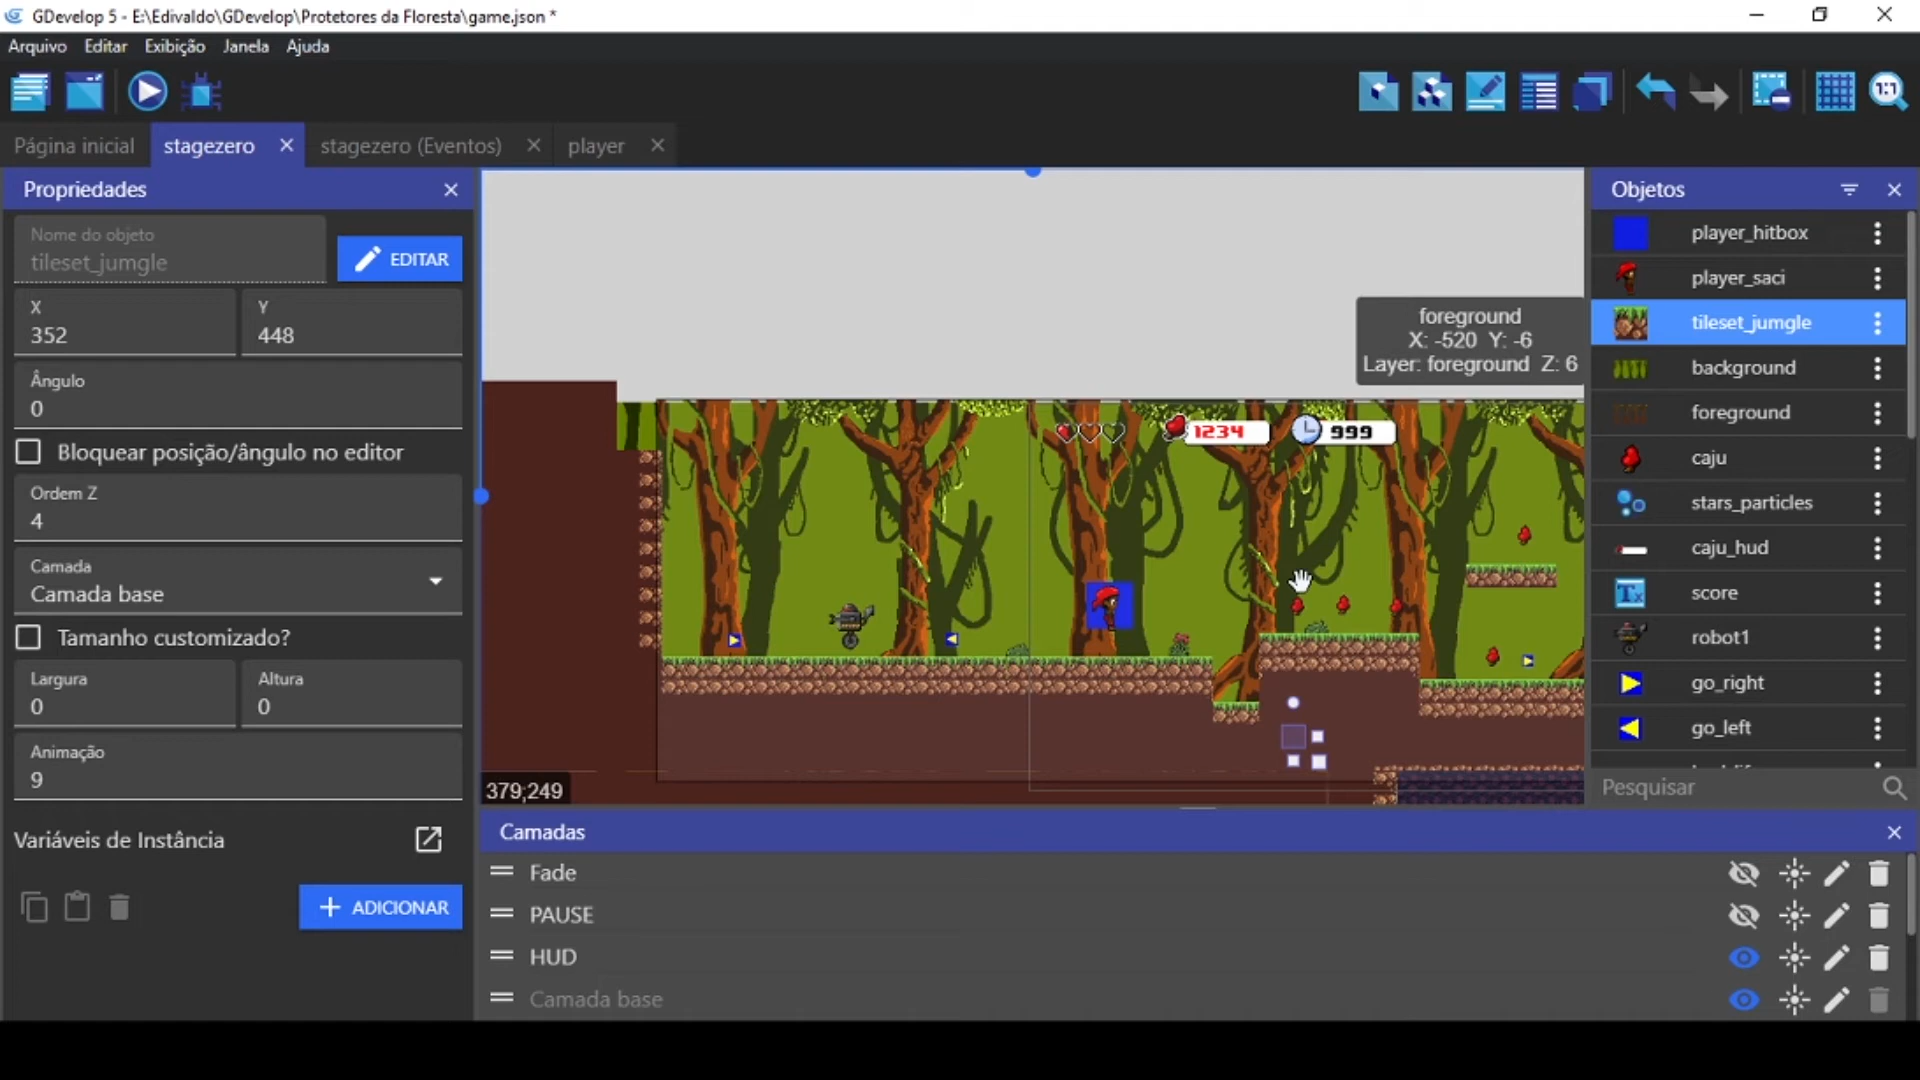 GDevelop 5 - E:\Edivaldo\GDevelop\Protetores da Floresta\game.json *
Arquivo Editar Exibição Janela Ajuda
1:1
Página inicial stagezero stagezero (Eventos) player
Propriedades
Nome do objeto
tileset_jumgle
EDITAR
X
352
Y
448
Ângulo
0
Bloquear posição/ângulo no editor
Ordem Z
4
Camada
Camada base
Tamanho customizado?
Largura
0
Altura
0
Animação
9
Variáveis de Instância
ADICIONAR
foreground
X: -520 Y: -6
Layer: foreground Z: 6
1234
999
379;249
Objetos
player_hitbox
player_saci
tileset_jumgle
background
foreground
caju
stars_particles
caju_hud
Tx
score
robot1
go_right
go_left
Pesquisar
Camadas
Fade
PAUSE
HUD
Camada base